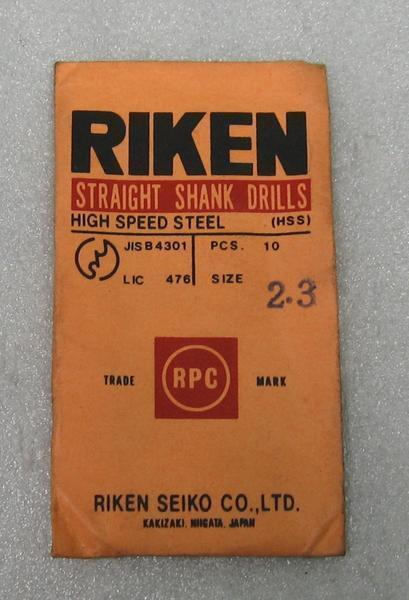 RIKEN
STRAIGHT SHANK DRILLS
HIGH SPEED STEEL (HSS)
JIS B4301 PCS. 10
LIC 476 SIZE 2.3
TRADE RPC MARK
RIKEN SEIKO CO.,LTD.
KAKIZAKI, NIIGATA, JAPAN